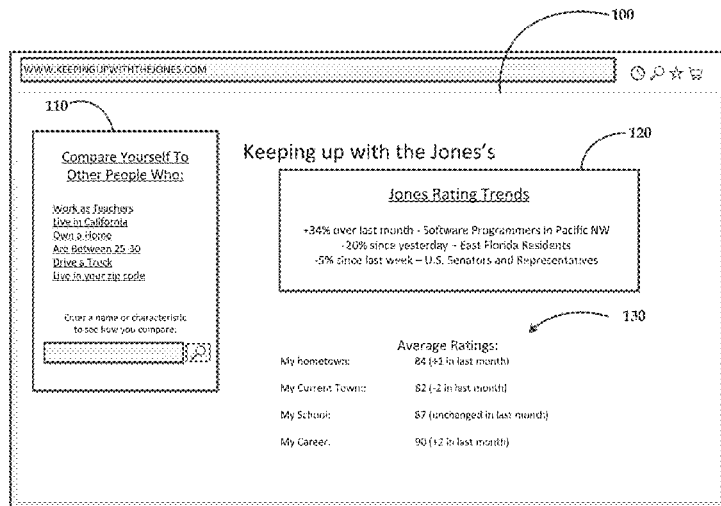 100
WWW.KEEPINGUPWITHTHEJONES.COM
110
Compare Yourself To
Other People Who:
Work as Teachers
Live in California
Own a Home
Are Between 25-30
Drive a Truck
Live in your zip code
Enter a name or characteristic
to see how you compare:
Keeping up with the Jones's
120
Jones Rating Trends
+34% over last month - Software Programmers in Pacific NW
-20% since yesterday – East Florida Residents
-5% since last week – U.S. Senators and Representatives
130
Average Ratings:
My hometown: 84 (+1 in last month)
My Current Town: 82 (-2 in last month)
My School: 87 (unchanged in last month)
My Career: 90 (+2 in last month)